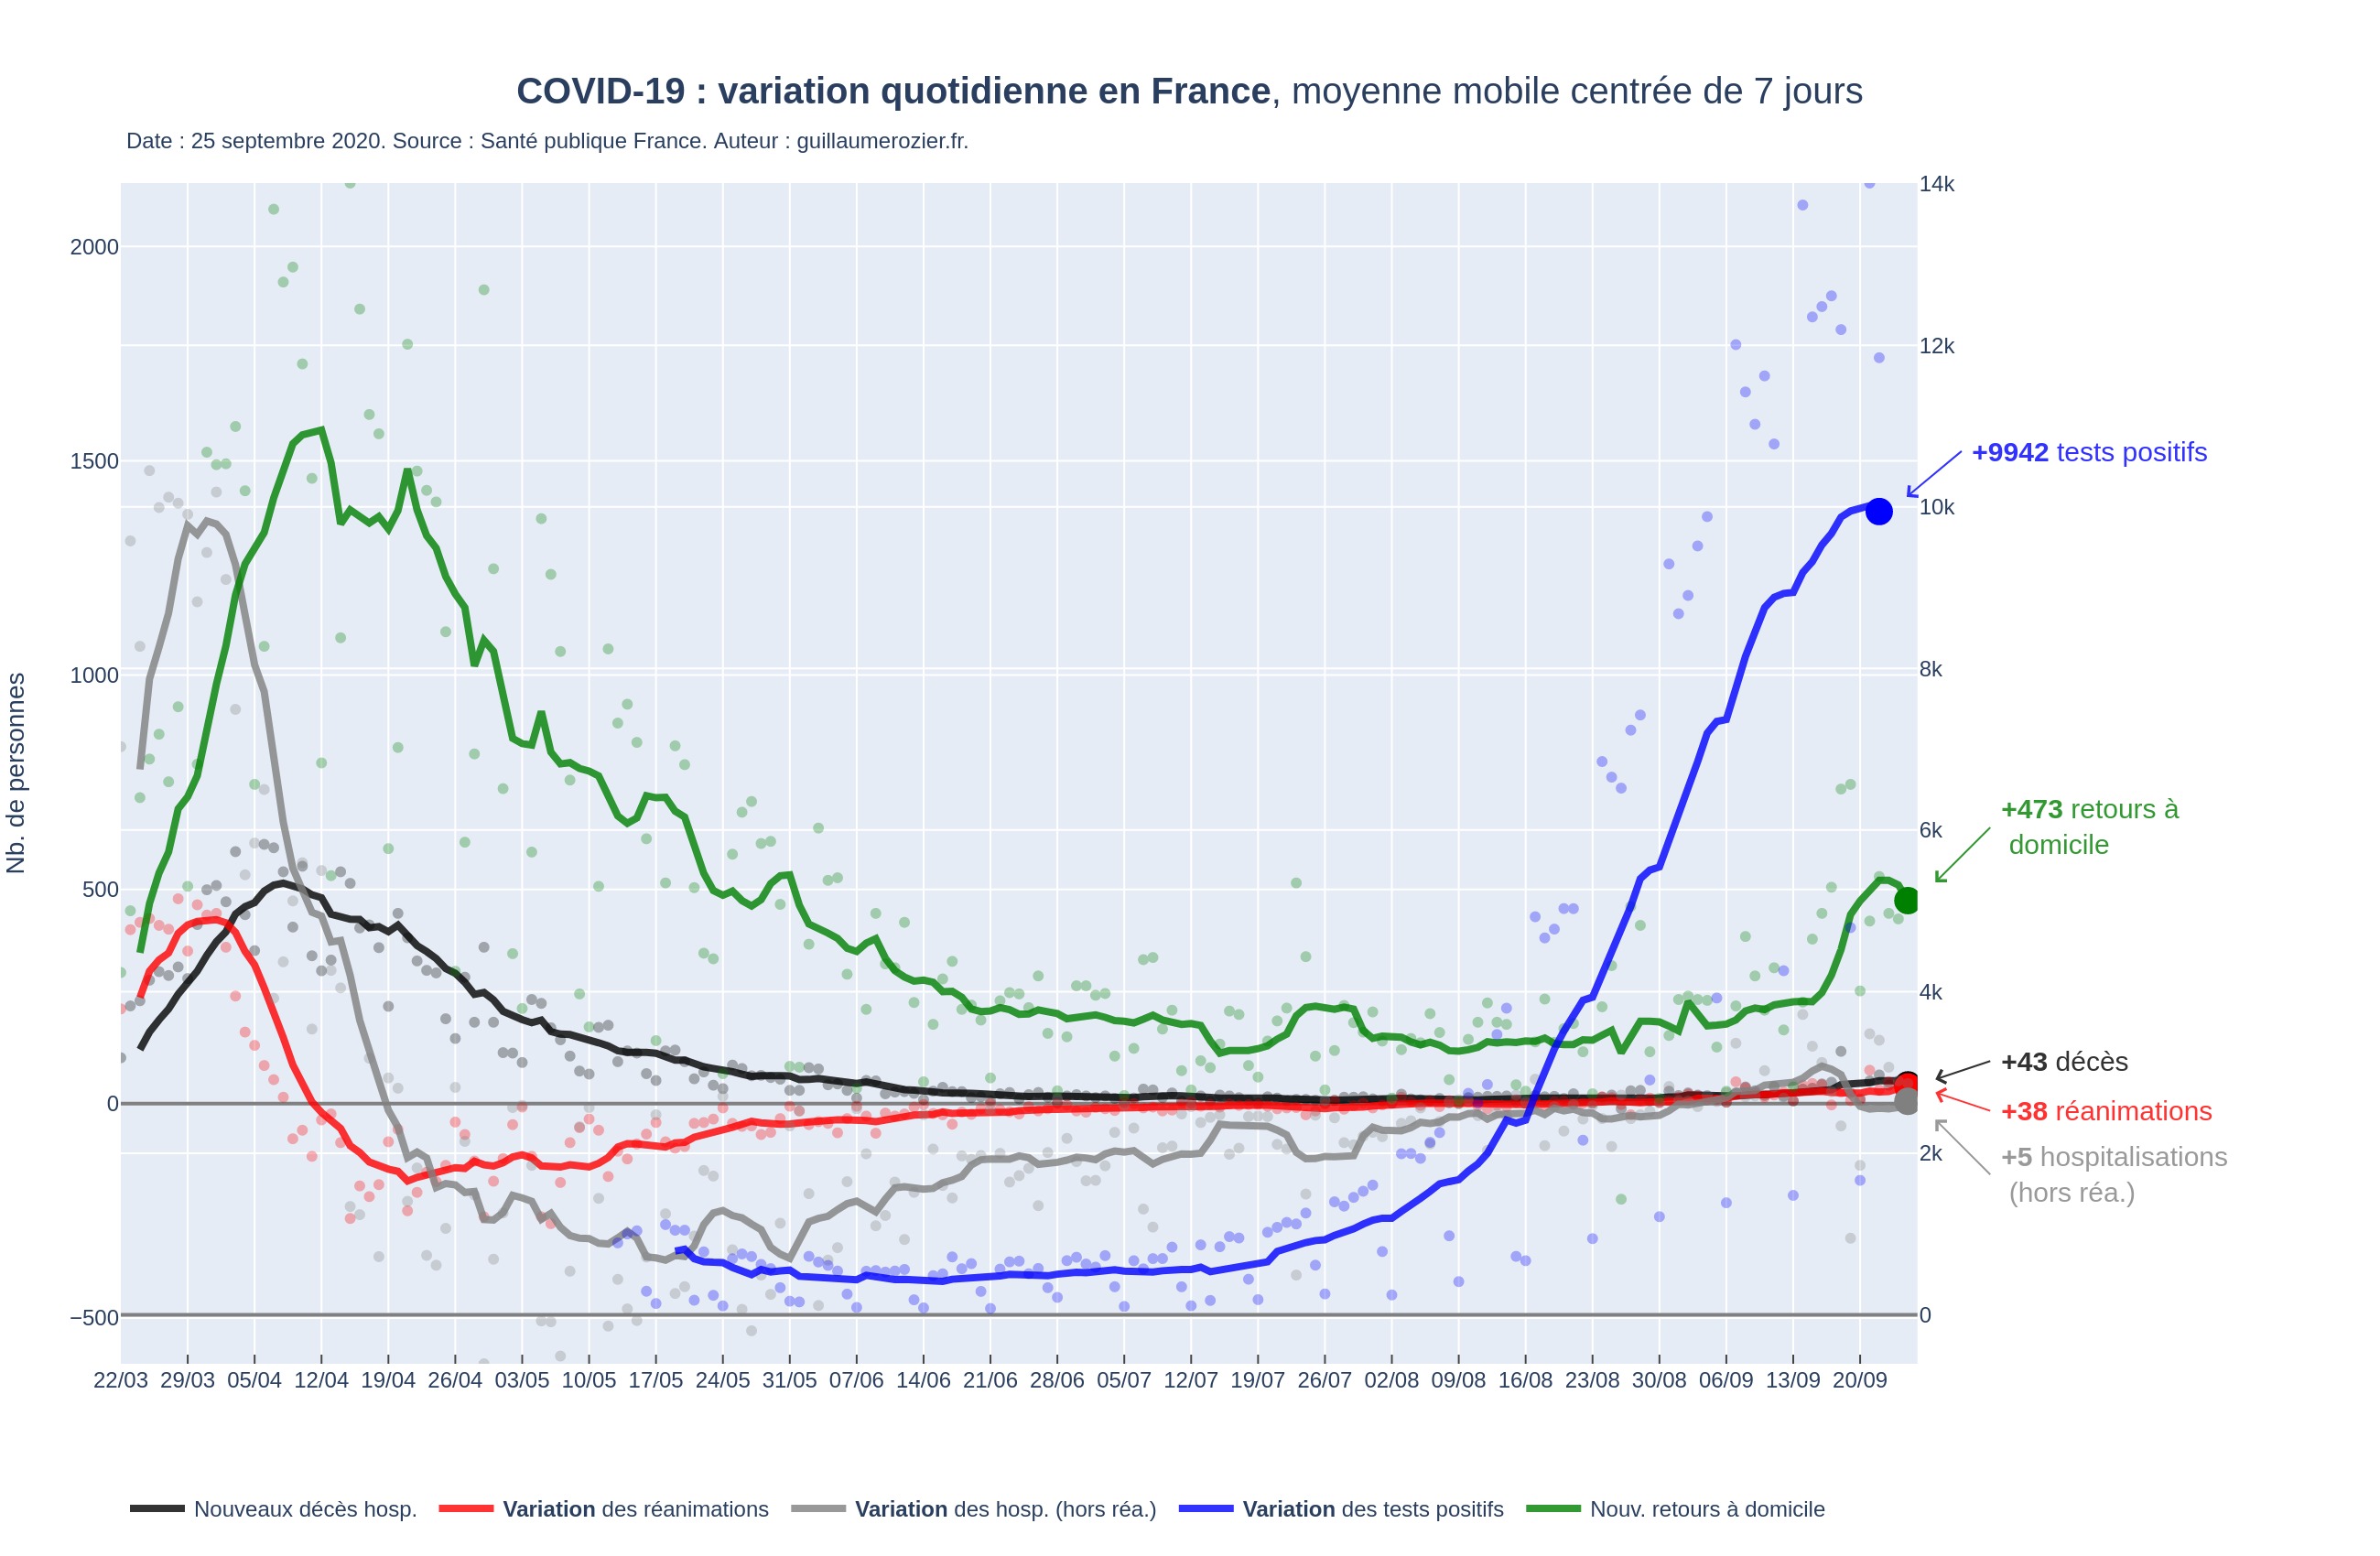 COVID-19 : variation quotidienne en France, moyenne mobile centrée de 7 jours
Date : 25 septembre 2020. Source : Santé publique France. Auteur : guillaumerozier.fr.
Nb. de personnes
2000
1500
1000
500
0
−500
14k
12k
10k
8k
6k
4k
2k
0
+9942 tests positifs
+473 retours à
domicile
+43 décès
+38 réanimations
+5 hospitalisations
(hors réa.)
22/03 29/03 05/04 12/04 19/04 26/04 03/05 10/05 17/05 24/05 31/05 07/06 14/06 21/06 28/06 05/07 12/07 19/07 26/07 02/08 09/08 16/08 23/08 30/08 06/09 13/09 20/09
Nouveaux décès hosp. Variation des réanimations Variation des hosp. (hors réa.) Variation des tests positifs Nouv. retours à domicile